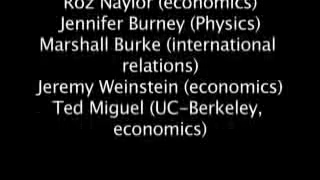 Roz Naylor (economics)
Jennifer Burney (Physics)
Marshall Burke (international
relations)
Jeremy Weinstein (economics)
Ted Miguel (UC-Berkeley,
economics)